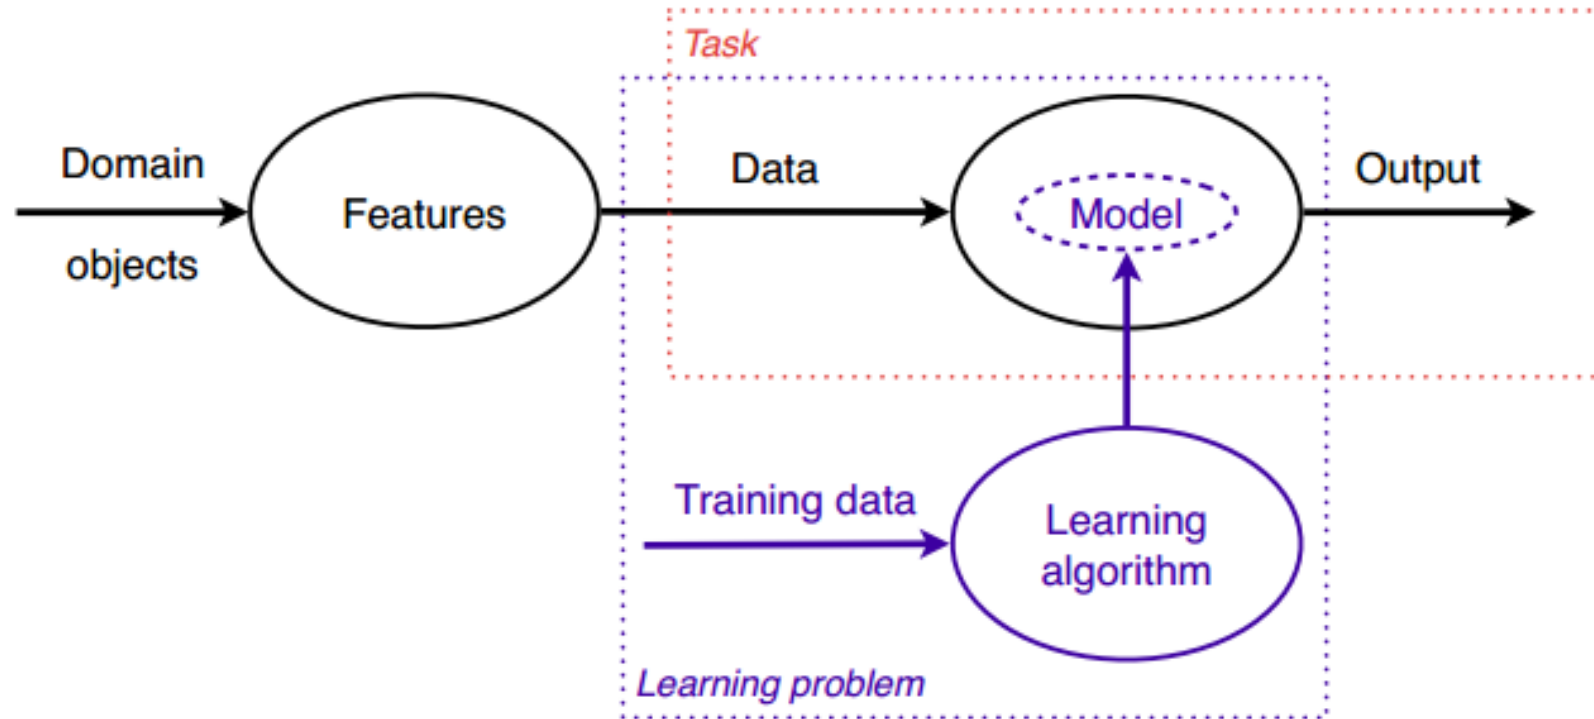 Task
Domain
objects
Features
Data
Model
Output
Training data
Learning
algorithm
Learning problem